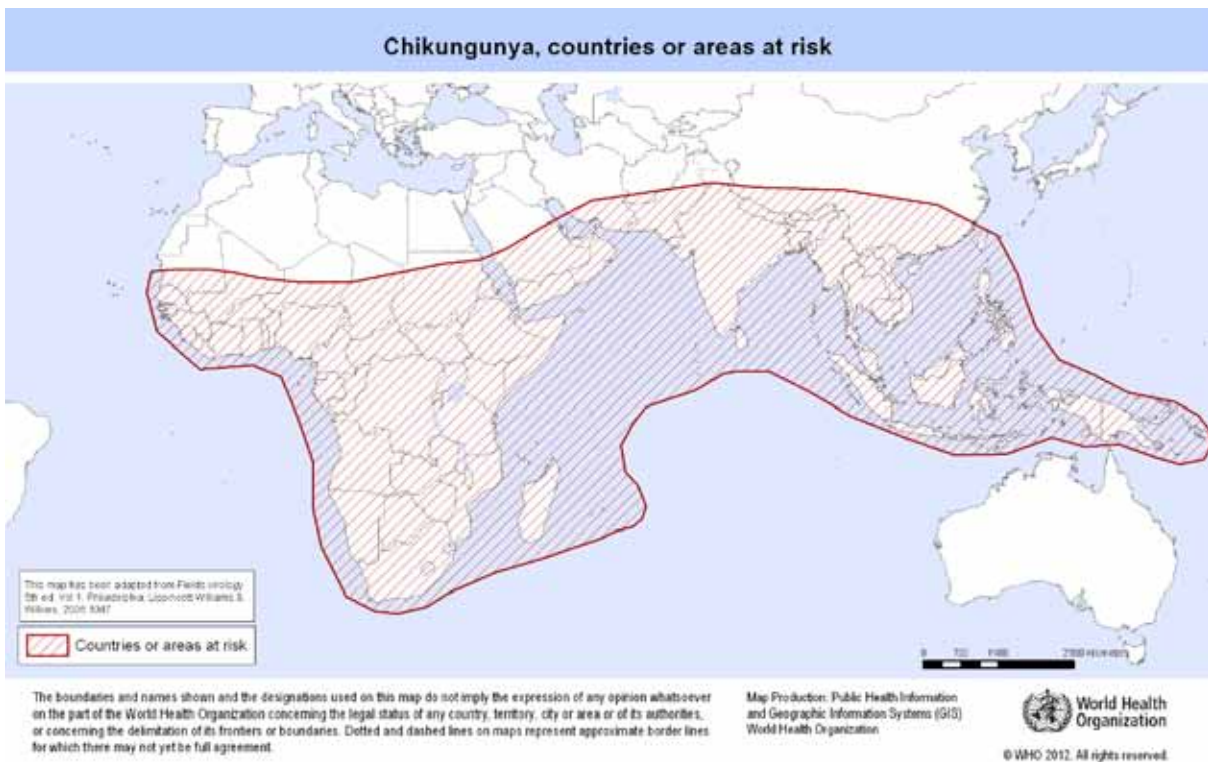 Chikungunya, countries or areas at risk
This map has been adapted from Fields virology
5th ed. Vol 1. Philadelphia, Lippincott Williams &
Countries or areas at risk
0
The boundaries and names shown and the designations used on this map do not imply the expression of any opinion whatsoever
on the part of the World Health Organization concerning the legal status of any country, territory, city or area or of its authorities,
or concerning the delimitation of its frontiers or boundaries. Dotted and dashed lines on maps represent approximate border lines
for which there may not yet be full agreement.
Map Production: Public Health Information
and Geographic Information Systems (GIS)
World Health Organization
World Health
Organization
© WHO 2012. All rights reserved.